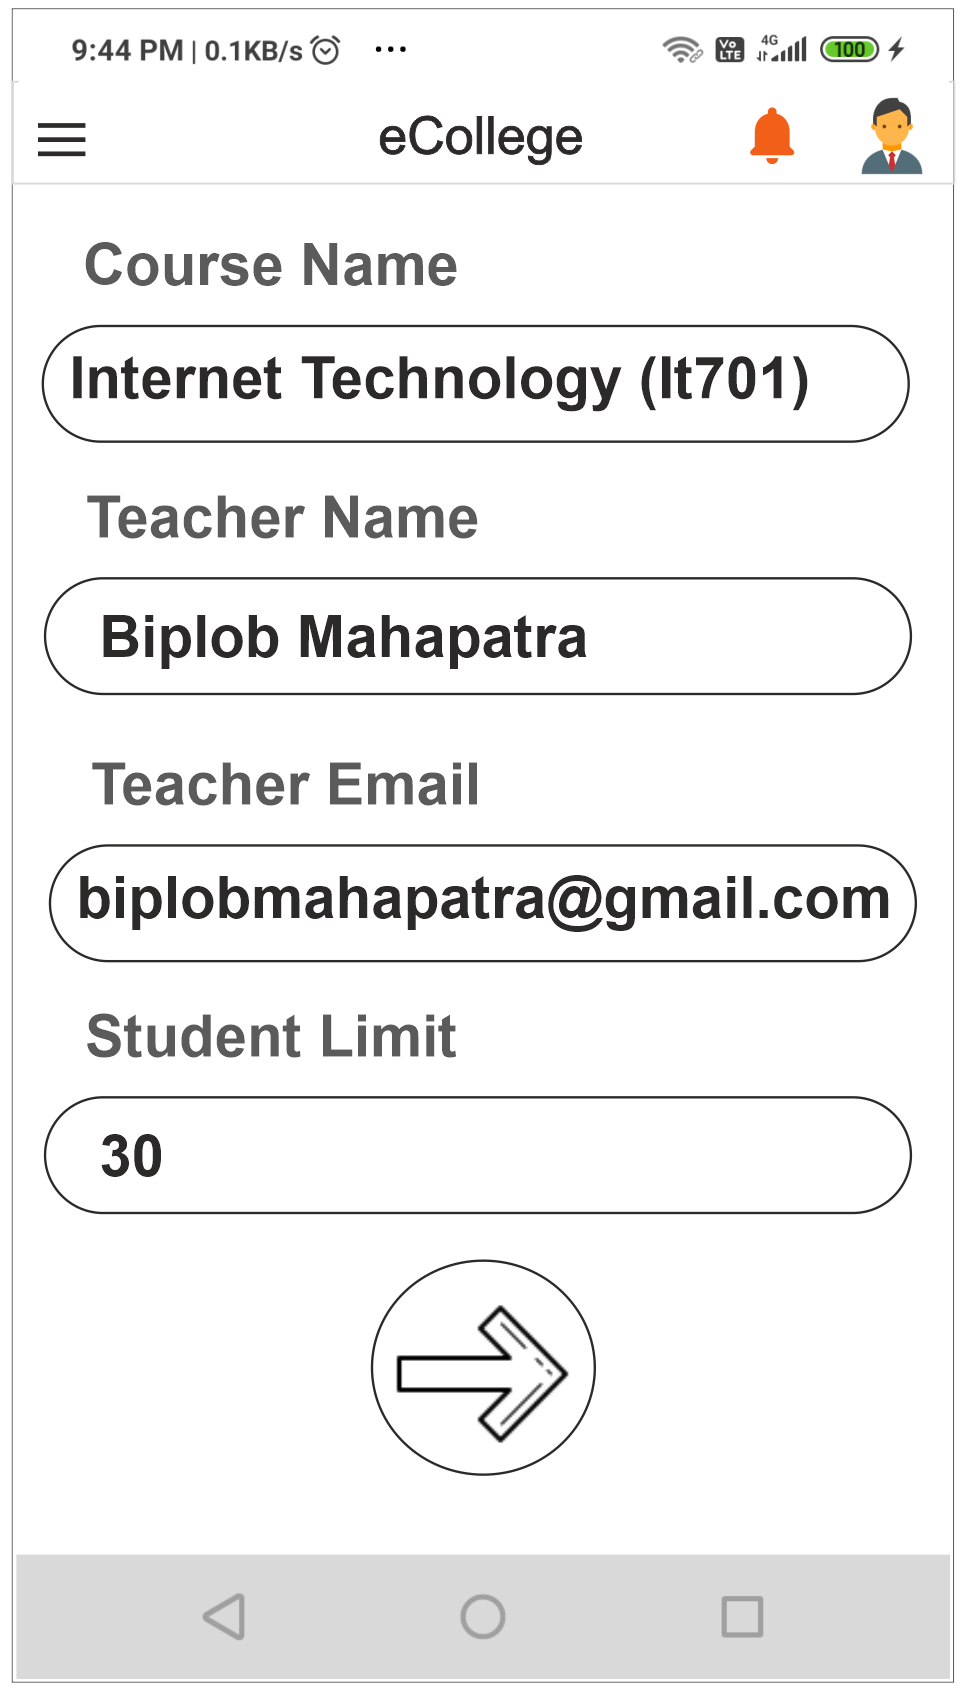 9:44 PM | 0.1KB/s ...
Vo LTE 4G 100
eCollege
Course Name
Internet Technology (It701)
Teacher Name
Biplob Mahapatra
Teacher Email
biplobmahapatra@gmail.com
Student Limit
30